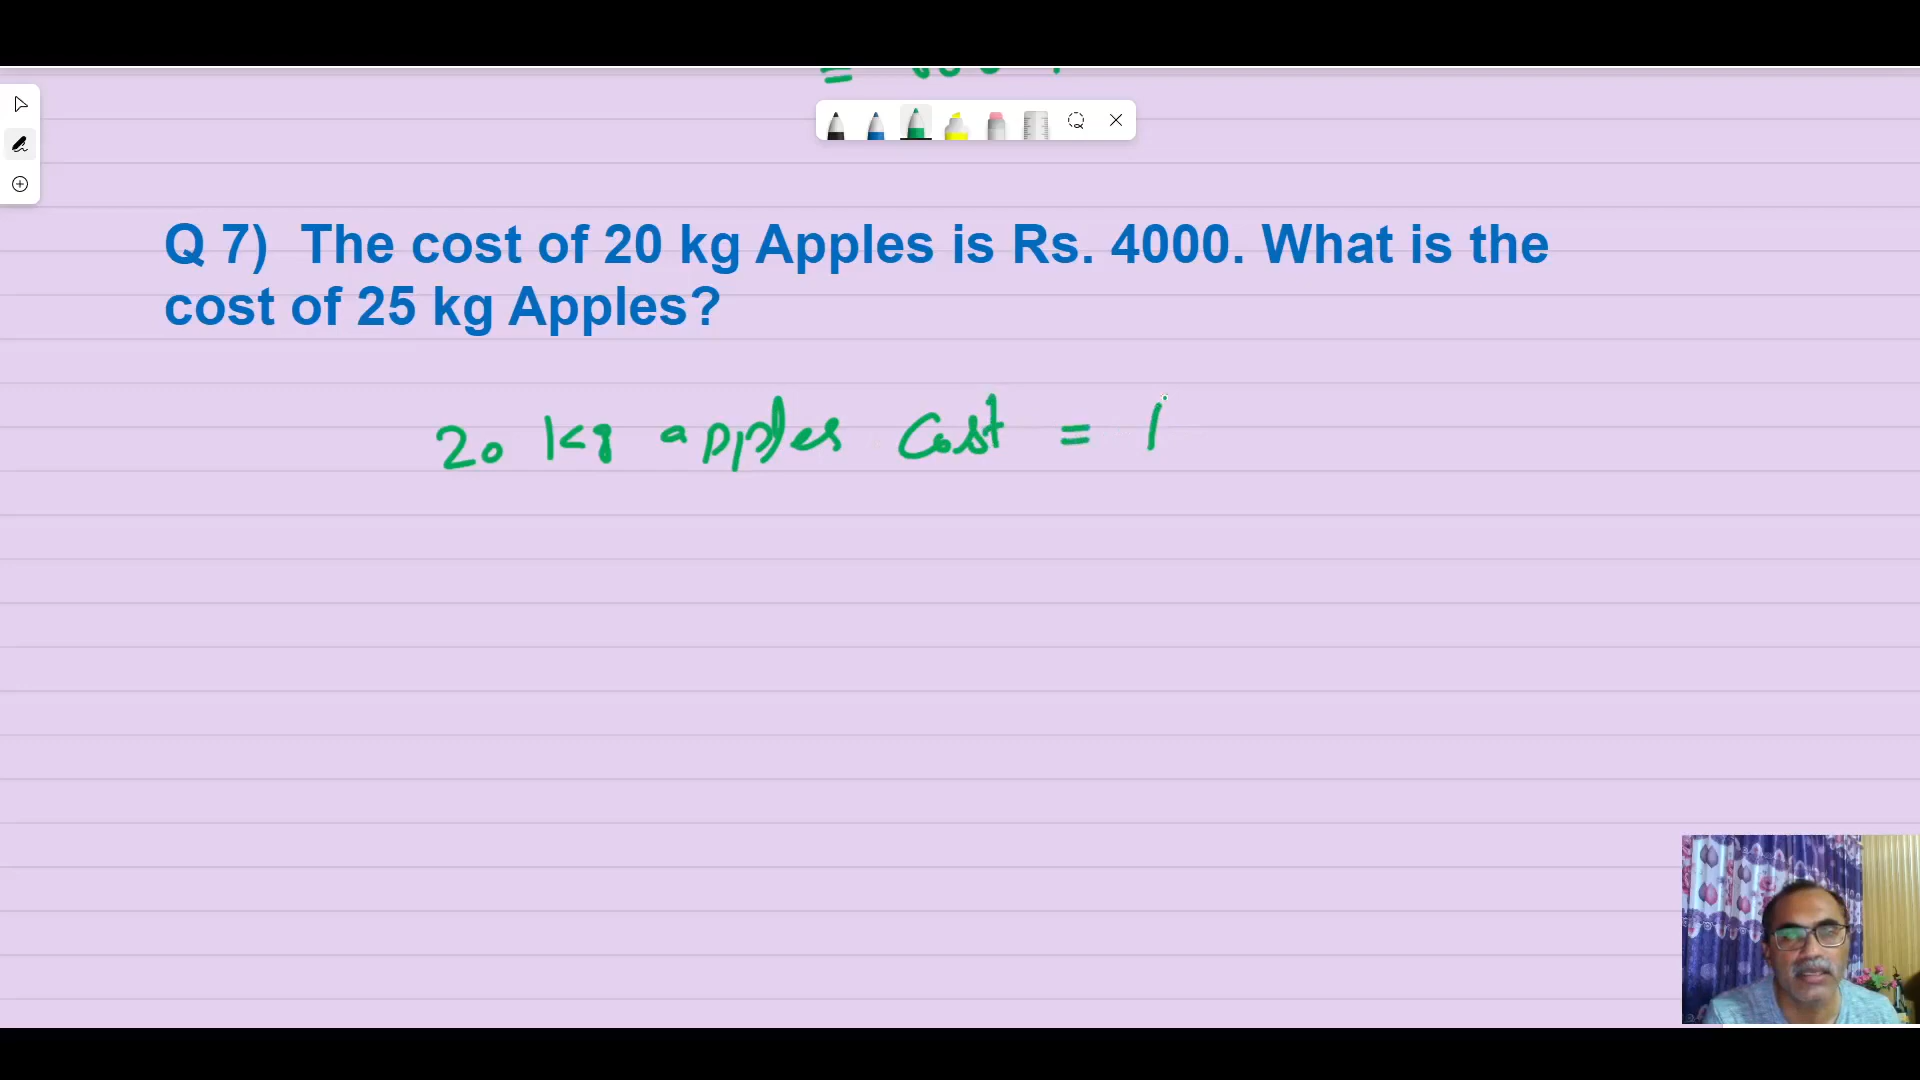 Q 7) The cost of 20 kg Apples is Rs. 4000. What is the
cost of 25 kg Apples?
20 kg apples cost =